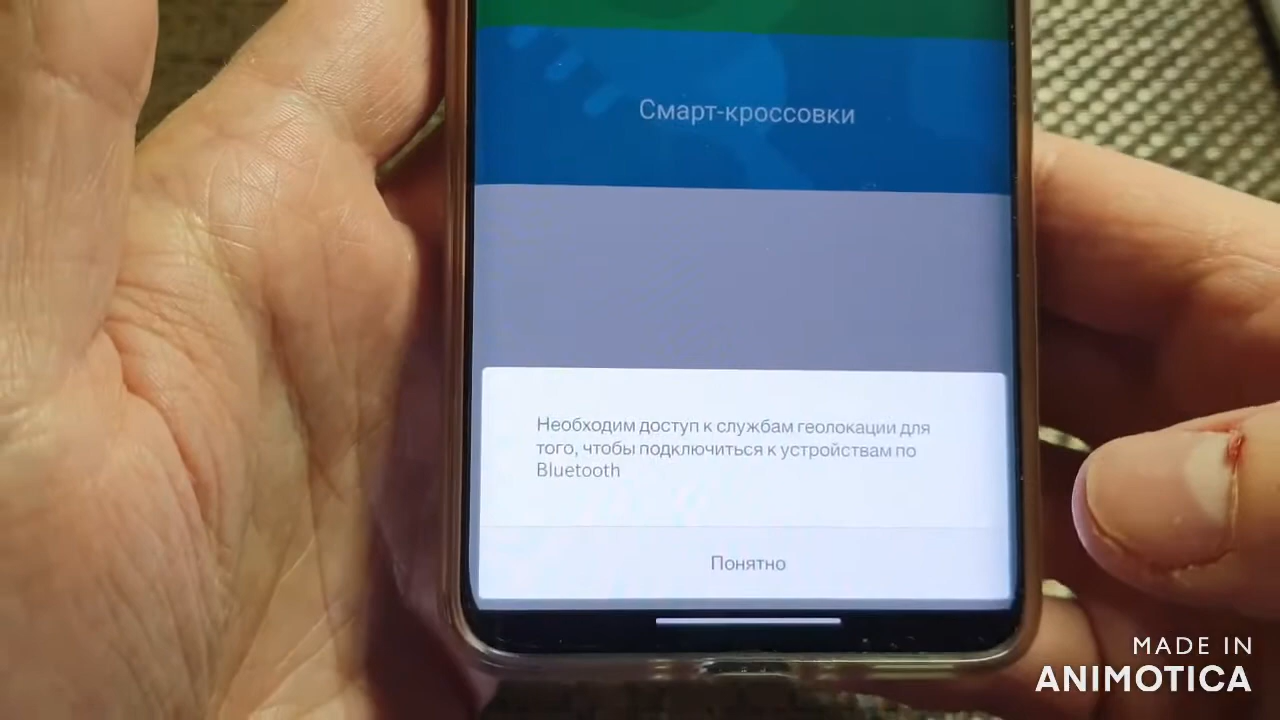 Смарт-кроссовки
Необходим доступ к службам геолокации для
того, чтобы подключиться к устройствам по
Bluetooth
Понятно
MADE IN
ANIMOTICA